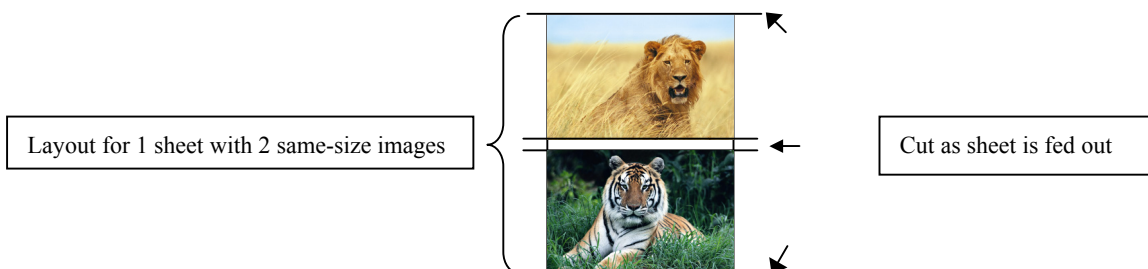 Layout for 1 sheet with 2 same-size images
Cut as sheet is fed out